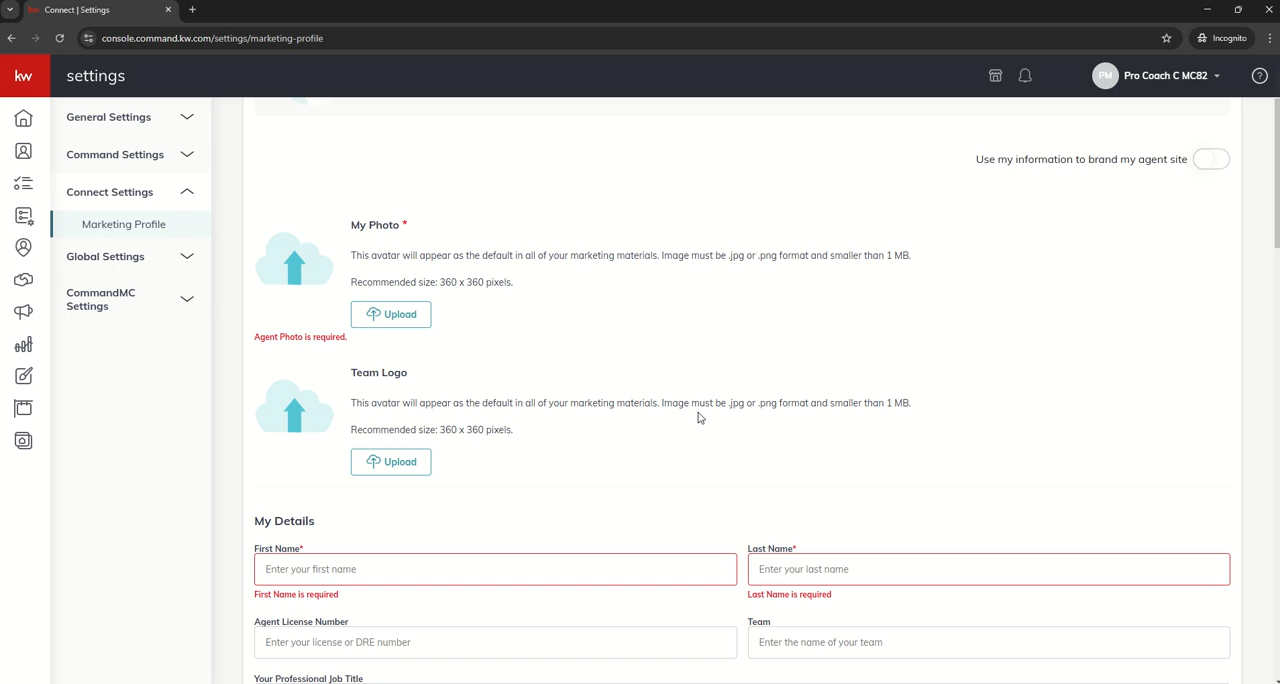 kw Connect | Settings
console.command.kw.com/settings/marketing-profile
Incognito
kw
settings
PM
Pro Coach C MC82
General Settings
Command Settings
Connect Settings
Marketing Profile
Global Settings
CommandMC
Settings
Use my information to brand my agent site
My Photo *
This avatar will appear as the default in all of your marketing materials. Image must be .jpg or .png format and smaller than 1 MB.
Recommended size: 360 x 360 pixels.
Upload
Agent Photo is required.
Team Logo
This avatar will appear as the default in all of your marketing materials. Image must be .jpg or .png format and smaller than 1 MB.
Recommended size: 360 x 360 pixels.
Upload
My Details
First Name*
Enter your first name
First Name is required
Last Name*
Enter your last name
Last Name is required
Agent License Number
Enter your license or DRE number
Team
Enter the name of your team
Your Professional Job Title